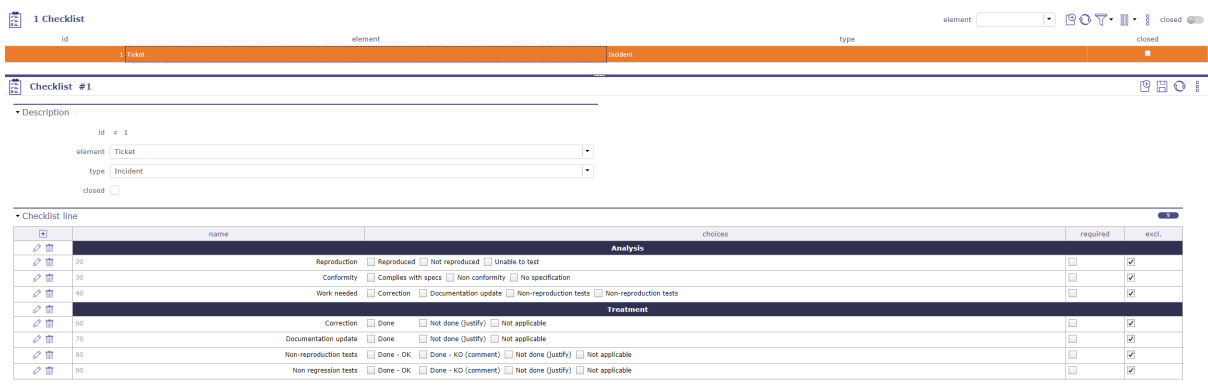 1 Checklist element closed
id element type closed
1 Ticket Incident
Checklist #1
Description
id # 1
element Ticket
type Incident
closed
Checklist line 9
name choices required excl.
Analysis
20 Reproduction Reproduced Not reproduced Unable to test
30 Conformity Complies with specs Non conformity No specification
40 Work needed Correction Documentation update Non-reproduction tests Non-reproduction tests
Treatment
60 Correction Done Not done (justify) Not applicable
70 Documentation update Done Not done (justify) Not applicable
80 Non-reproduction tests Done - OK Done - KO (comment) Not done (justify) Not applicable
90 Non regression tests Done - OK Done - KO (comment) Not done (justify) Not applicable